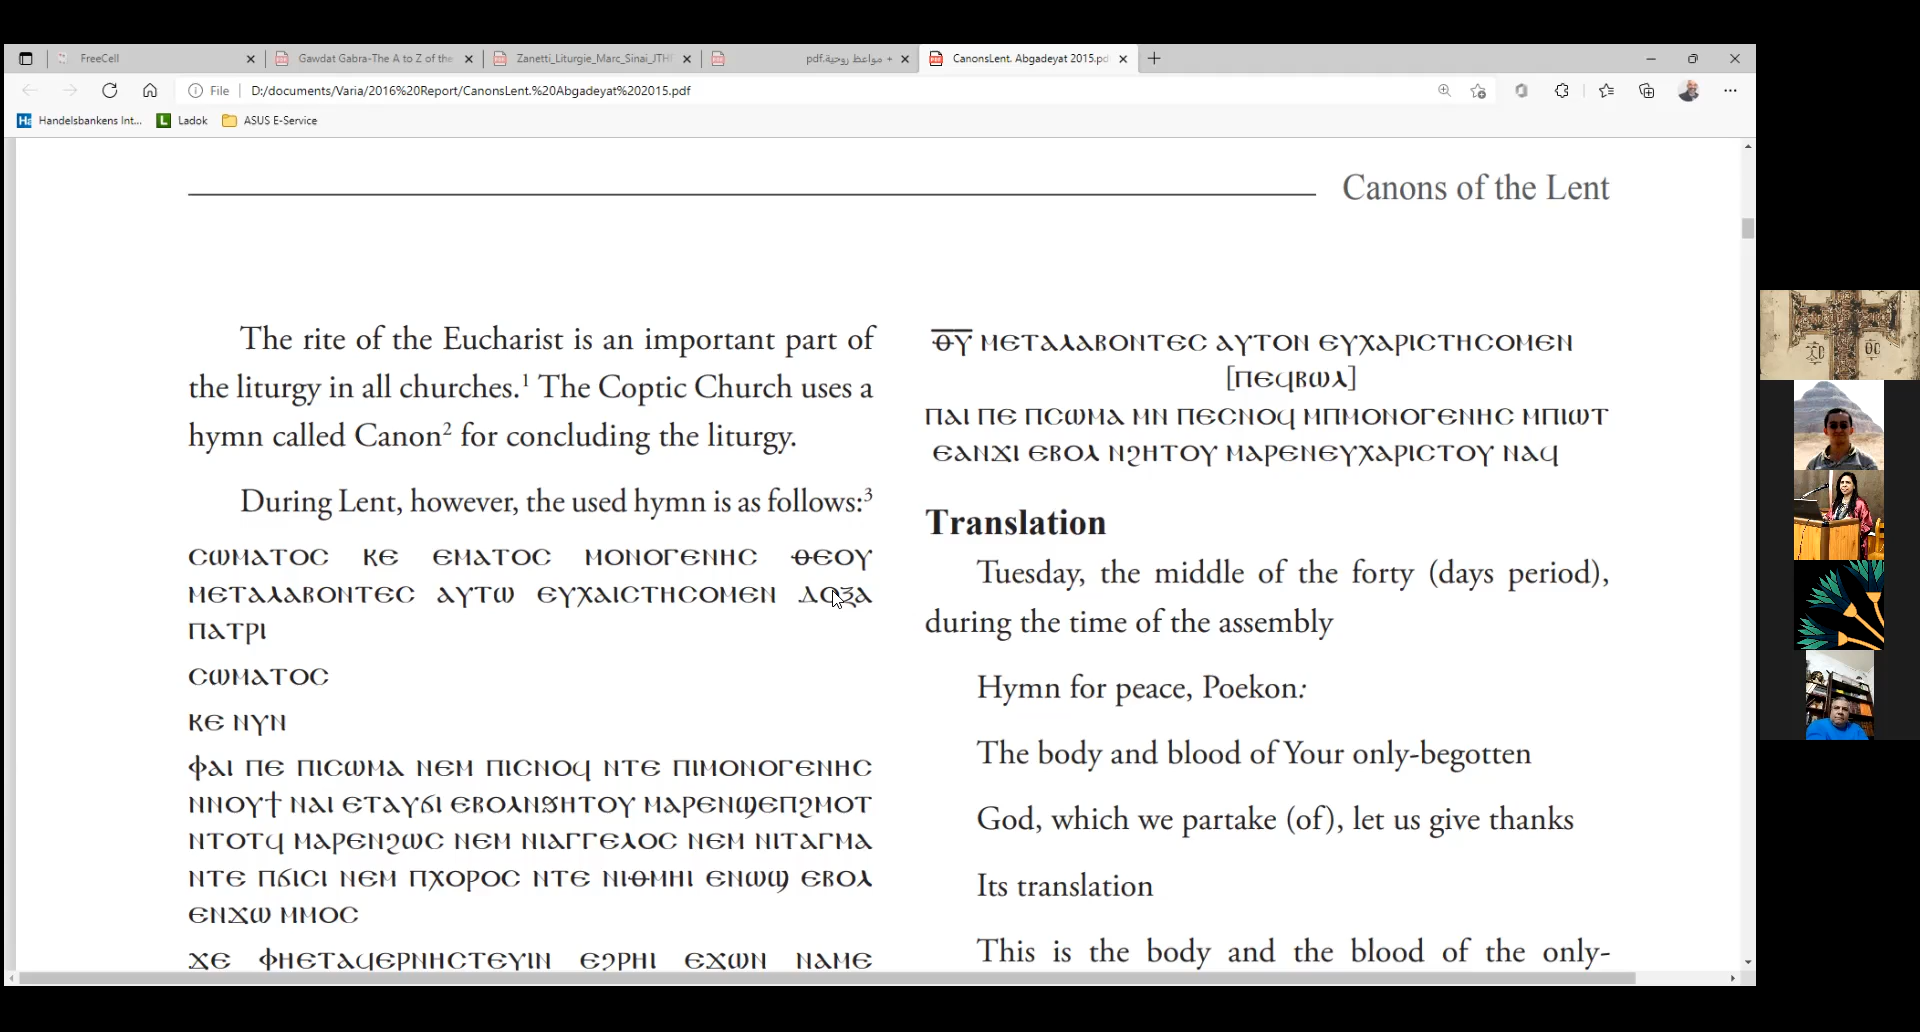 FreeCell
Gawdat Gabra-The A to Z of the
Zanetti_Liturgie_Marc_Sinai_JTH
مواعظ روحية.pdf
CanonsLent. Abgadeyat 2015.pd
File
D:/documents/Varia/2016%20Report/CanonsLent.%20Abgadeyat%202015.pdf
Handelsbankens Int...
Ladok
ASUS E-Service
Canons of the Lent
The rite of the Eucharist is an important part of
the liturgy in all churches.¹ The Coptic Church uses a
hymn called Canon² for concluding the liturgy.
During Lent, however, the used hymn is as follows:³
ⲤⲰⲘⲀⲦⲞⲤ ⲔⲈ ⲈⲘⲀⲦⲞⲤ ⲘⲞⲚⲞⲄⲈⲚⲎⲤ ⲐⲈⲞⲨ
ⲘⲈⲦⲀⲖⲀⲂⲞⲚⲦⲈⲤ ⲀⲨⲦⲰ ⲈⲨⲬⲀⲒⲤⲦⲎⲤⲞⲘⲈⲚ ⲆⲞⲜⲀ
ⲠⲀⲦⲢⲒ
ⲤⲰⲘⲀⲦⲞⲤ
ⲔⲈ ⲚⲨⲚ
ⲪⲀⲒ ⲠⲈ ⲠⲒⲤⲰⲘⲀ ⲚⲈⲘ ⲠⲒⲤⲚⲞϤ ⲚⲦⲈ ⲠⲒⲘⲞⲚⲞⲄⲈⲚⲎⲤ
ⲚⲚⲞⲨϮ ⲚⲀⲒ ⲈⲦⲀⲨϬⲒ ⲈⲂⲞⲖⲚϦⲎⲦⲞⲨ ⲘⲀⲢⲈⲚϢⲈⲠϨⲘⲞⲦ
ⲚⲦⲞⲦϤ ⲘⲀⲢⲈⲚϨⲰⲤ ⲚⲈⲘ ⲚⲒⲀⲄⲄⲈⲖⲞⲤ ⲚⲈⲘ ⲚⲒⲦⲀⲄⲘⲀ
ⲚⲦⲈ ⲠϬⲒⲤⲒ ⲚⲈⲘ ⲠⲬⲞⲢⲞⲤ ⲚⲦⲈ ⲚⲒⲐⲘⲎⲒ ⲈⲚⲰϢ ⲈⲂⲞⲖ
ⲈⲚϪⲰ ⲘⲘⲞⲤ
ϪⲈ ⲪⲎⲈⲦⲀϤⲈⲢⲚⲎⲤⲦⲈⲨⲒⲚ ⲈϨⲢⲎⲒ ⲈϪⲰⲚ ⲚⲀⲘⲈ
Ⲑ̅Ⲩ̅ ⲘⲈⲦⲀⲖⲀⲂⲞⲚⲦⲈⲤ ⲀⲨⲦⲞⲚ ⲈⲨⲬⲀⲢⲒⲤⲦⲎⲤⲞⲘⲈⲚ
[ⲠⲈϤⲂⲰⲖ]
ⲠⲀⲒ ⲠⲈ ⲠⲤⲰⲘⲀ ⲘⲚ ⲠⲈⲤⲚⲞϤ ⲘⲠⲘⲞⲚⲞⲄⲈⲚⲎⲤ ⲘⲠⲒⲰⲦ
ⲈⲀⲚϪⲒ ⲈⲂⲞⲖ ⲚϨⲎⲦⲞⲨ ⲘⲀⲢⲈⲚⲈⲨⲬⲀⲢⲒⲤⲦⲞⲨ ⲚⲀϤ
Translation
Tuesday, the middle of the forty (days period),
during the time of the assembly
Hymn for peace, Poekon:
The body and blood of Your only-begotten
God, which we partake (of), let us give thanks
Its translation
This is the body and the blood of the only-